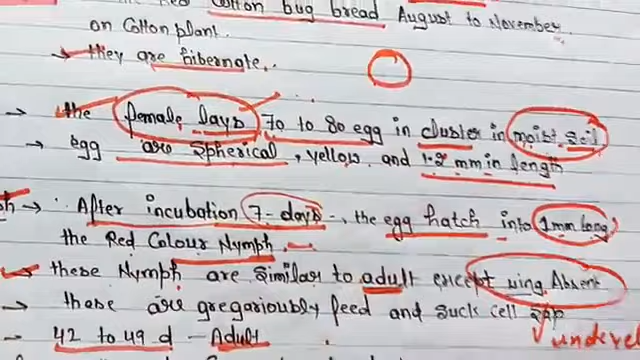 Red Cotton bug bread August to November
on Cotton plant.
→ they are hibernate.
→ the female lays 70 to 80 egg in cluster in moist soil
→ egg are spherical, yellow and 1-2 mm in length
→ After incubation 7-days -, the egg hatch into 1mm long
the Red Colour Nymph.
these Nymph are similar to adult except wing Absent
→ these are gregariously feed and suck cell sap
→ 42 to 49 d - Adult